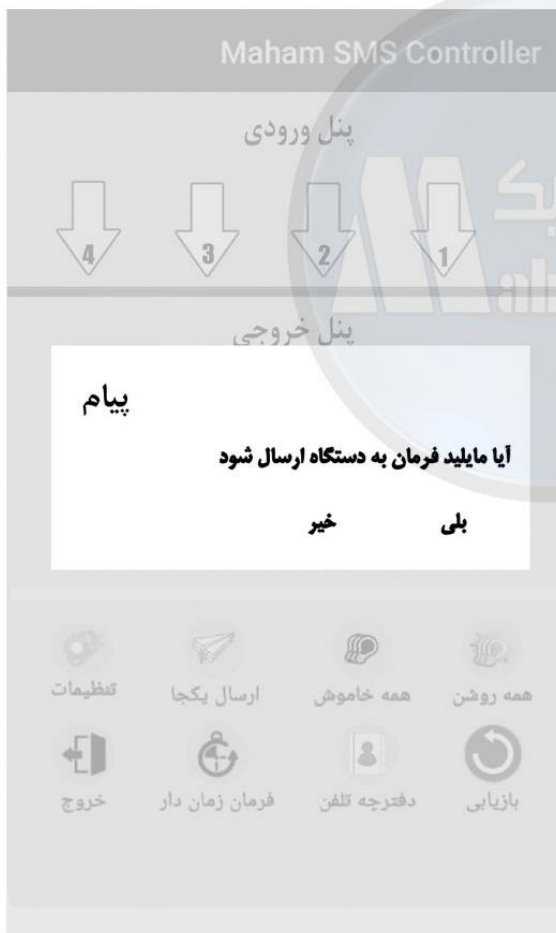 Maham SMS Controller
پنل ورودی
1 2 3 4
پنل خروجی
پیام
آیا مایلید فرمان به دستگاه ارسال شود
بلی خیر
همه روشن همه خاموش ارسال یکجا تنظیمات
بازیابی دفترچه تلفن فرمان زمان دار خروج